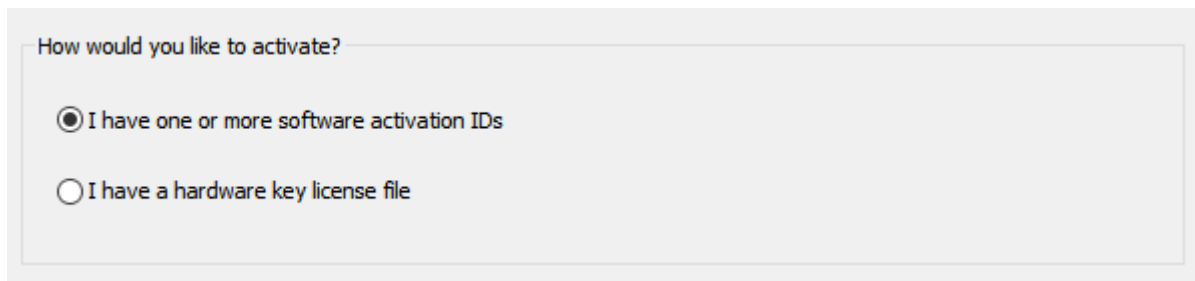 How would you like to activate?
I have one or more software activation IDs
I have a hardware key license file